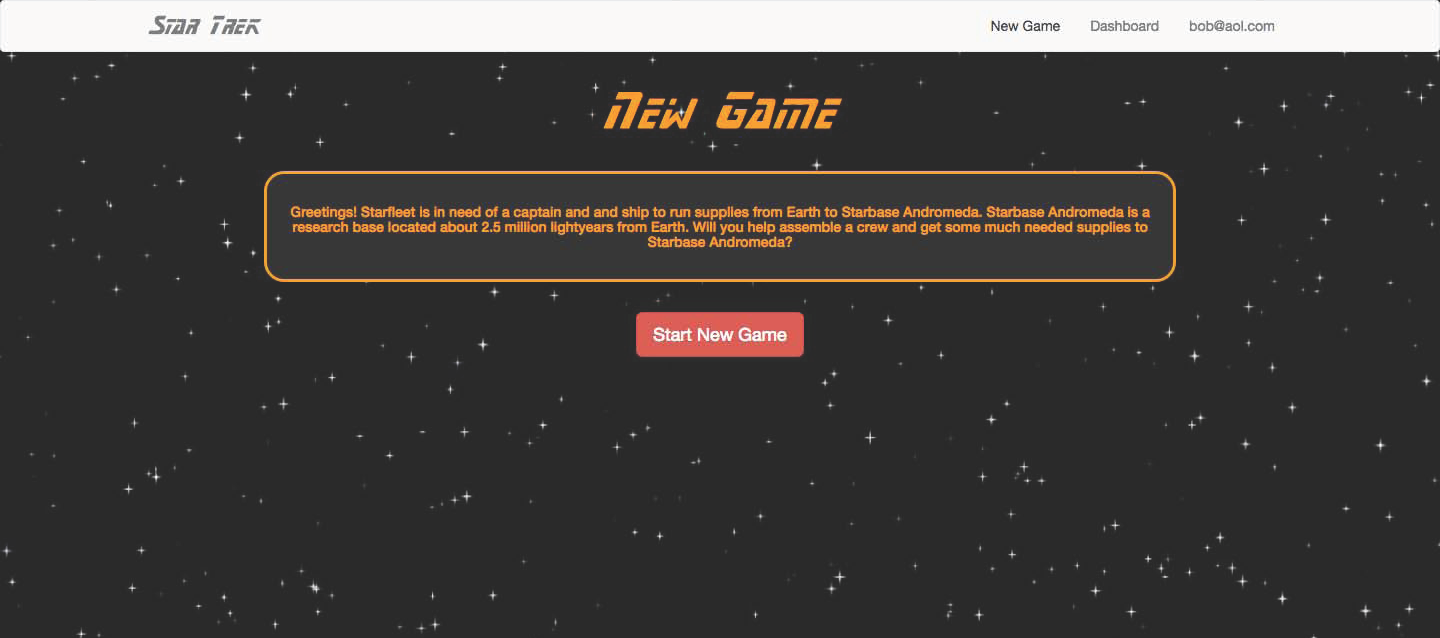 Star Trek
New Game
Dashboard
bob@aol.com
New Game
Greetings! Starfleet is in need of a captain and and ship to run supplies from Earth to Starbase Andromeda. Starbase Andromeda is a
research base located about 2.5 million lightyears from Earth. Will you help assemble a crew and get some much needed supplies to
Starbase Andromeda?
Start New Game